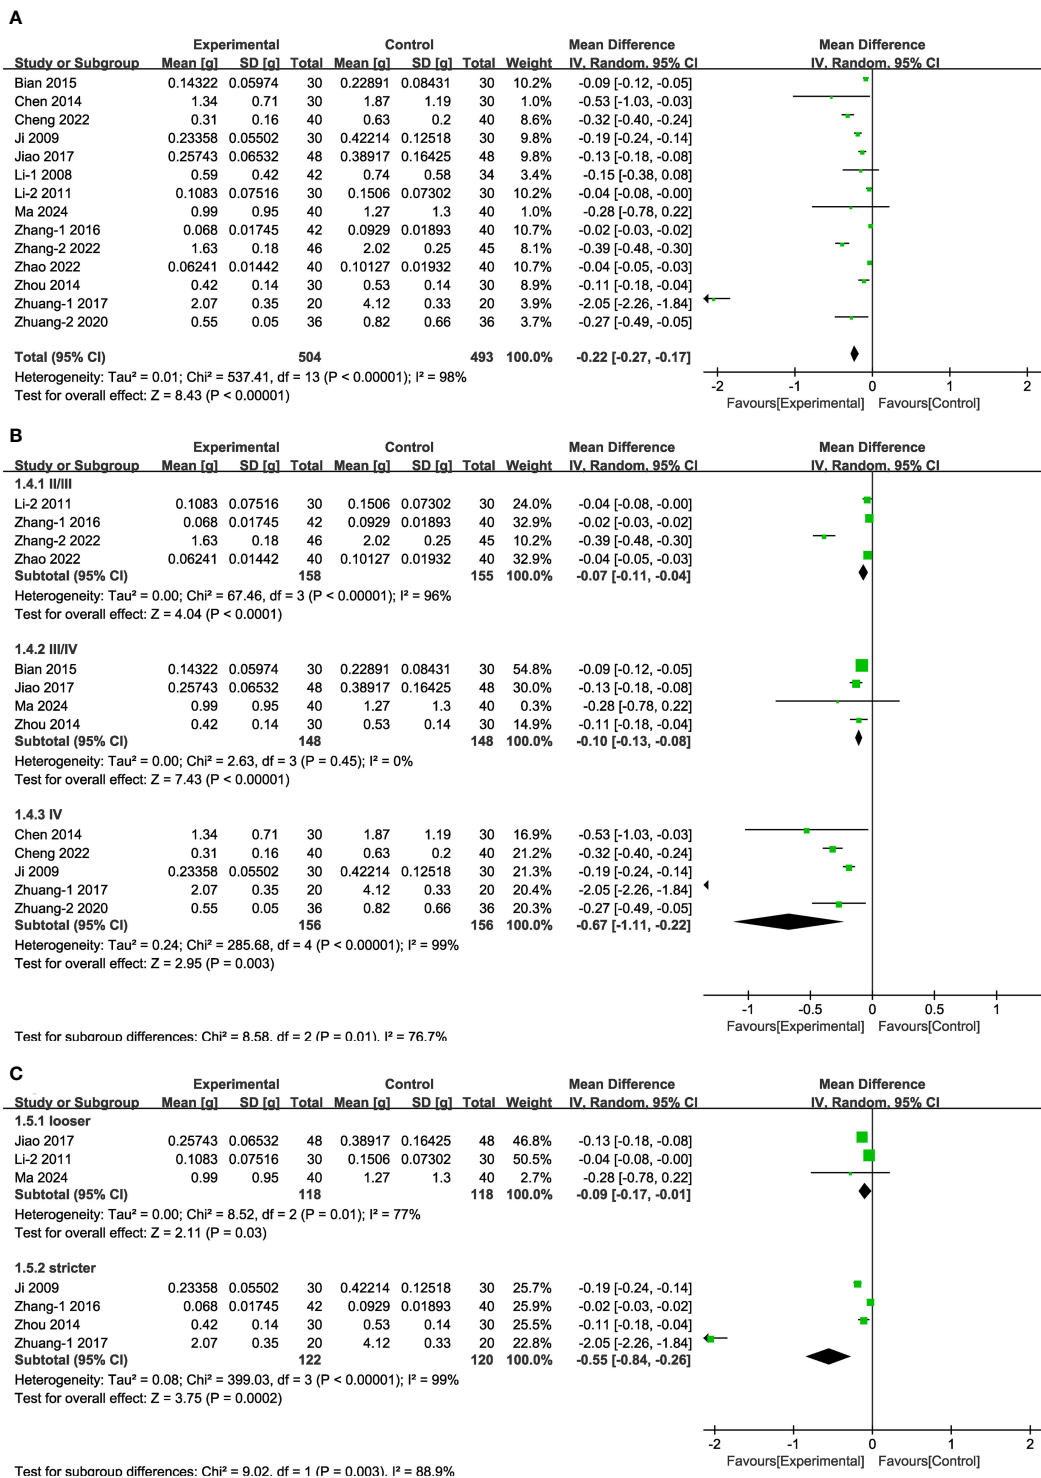 A
Experimental Control Mean Difference Mean Difference
Study or Subgroup Mean [g] SD [g] Total Mean [g] SD [g] Total Weight IV, Random, 95% CI IV, Random, 95% CI
Bian 2015 0.14322 0.05974 30 0.22891 0.08431 30 10.2% -0.09 [-0.12, -0.05]
Chen 2014 1.34 0.71 30 1.87 1.19 30 1.0% -0.53 [-1.03, -0.03]
Cheng 2022 0.31 0.16 40 0.63 0.2 40 8.6% -0.32 [-0.40, -0.24]
Ji 2009 0.23358 0.05502 30 0.42214 0.12518 30 9.8% -0.19 [-0.24, -0.14]
Jiao 2017 0.25743 0.06532 48 0.38917 0.16425 48 9.8% -0.13 [-0.18, -0.08]
Li-1 2008 0.59 0.42 42 0.74 0.58 34 3.4% -0.15 [-0.38, 0.08]
Li-2 2011 0.1083 0.07516 30 0.1506 0.07302 30 10.2% -0.04 [-0.08, -0.00]
Ma 2024 0.99 0.95 40 1.27 1.3 40 1.0% -0.28 [-0.78, 0.22]
Zhang-1 2016 0.068 0.01745 42 0.0929 0.01893 40 10.7% -0.02 [-0.03, -0.02]
Zhang-2 2022 1.63 0.18 46 2.02 0.25 45 8.1% -0.39 [-0.48, -0.30]
Zhao 2022 0.06241 0.01442 40 0.10127 0.01932 40 10.7% -0.04 [-0.05, -0.03]
Zhou 2014 0.42 0.14 30 0.53 0.14 30 8.9% -0.11 [-0.18, -0.04]
Zhuang-1 2017 2.07 0.35 20 4.12 0.33 20 3.9% -2.05 [-2.26, -1.84]
Zhuang-2 2020 0.55 0.05 36 0.82 0.66 36 3.7% -0.27 [-0.49, -0.05]
Total (95% CI) 504 493 100.0% -0.22 [-0.27, -0.17]
Heterogeneity: Tau² = 0.01; Chi² = 537.41, df = 13 (P < 0.00001); I² = 98%
Test for overall effect: Z = 8.43 (P < 0.00001)
-2 -1 0 1 2
Favours[Experimental] Favours[Control]
B
Experimental Control Mean Difference Mean Difference
Study or Subgroup Mean [g] SD [g] Total Mean [g] SD [g] Total Weight IV, Random, 95% CI IV, Random, 95% CI
1.4.1 II/III
Li-2 2011 0.1083 0.07516 30 0.1506 0.07302 30 24.0% -0.04 [-0.08, -0.00]
Zhang-1 2016 0.068 0.01745 42 0.0929 0.01893 40 32.9% -0.02 [-0.03, -0.02]
Zhang-2 2022 1.63 0.18 46 2.02 0.25 45 10.2% -0.39 [-0.48, -0.30]
Zhao 2022 0.06241 0.01442 40 0.10127 0.01932 40 32.9% -0.04 [-0.05, -0.03]
Subtotal (95% CI) 158 155 100.0% -0.07 [-0.11, -0.04]
Heterogeneity: Tau² = 0.00; Chi² = 67.46, df = 3 (P < 0.00001); I² = 96%
Test for overall effect: Z = 4.04 (P < 0.0001)
1.4.2 III/IV
Bian 2015 0.14322 0.05974 30 0.22891 0.08431 30 54.8% -0.09 [-0.12, -0.05]
Jiao 2017 0.25743 0.06532 48 0.38917 0.16425 48 30.0% -0.13 [-0.18, -0.08]
Ma 2024 0.99 0.95 40 1.27 1.3 40 0.3% -0.28 [-0.78, 0.22]
Zhou 2014 0.42 0.14 30 0.53 0.14 30 14.9% -0.11 [-0.18, -0.04]
Subtotal (95% CI) 148 148 100.0% -0.10 [-0.13, -0.08]
Heterogeneity: Tau² = 0.00; Chi² = 2.63, df = 3 (P = 0.45); I² = 0%
Test for overall effect: Z = 7.43 (P < 0.00001)
1.4.3 IV
Chen 2014 1.34 0.71 30 1.87 1.19 30 16.9% -0.53 [-1.03, -0.03]
Cheng 2022 0.31 0.16 40 0.63 0.2 40 21.2% -0.32 [-0.40, -0.24]
Ji 2009 0.23358 0.05502 30 0.42214 0.12518 30 21.3% -0.19 [-0.24, -0.14]
Zhuang-1 2017 2.07 0.35 20 4.12 0.33 20 20.4% -2.05 [-2.26, -1.84]
Zhuang-2 2020 0.55 0.05 36 0.82 0.66 36 20.3% -0.27 [-0.49, -0.05]
Subtotal (95% CI) 156 156 100.0% -0.67 [-1.11, -0.22]
Heterogeneity: Tau² = 0.24; Chi² = 285.68, df = 4 (P < 0.00001); I² = 99%
Test for overall effect: Z = 2.95 (P = 0.003)
-1 -0.5 0 0.5 1
Favours[Experimental] Favours[Control]
Test for subgroup differences: Chi² = 8.58, df = 2 (P = 0.01), I² = 76.7%
C
Experimental Control Mean Difference Mean Difference
Study or Subgroup Mean [g] SD [g] Total Mean [g] SD [g] Total Weight IV, Random, 95% CI IV, Random, 95% CI
1.5.1 looser
Jiao 2017 0.25743 0.06532 48 0.38917 0.16425 48 46.8% -0.13 [-0.18, -0.08]
Li-2 2011 0.1083 0.07516 30 0.1506 0.07302 30 50.5% -0.04 [-0.08, -0.00]
Ma 2024 0.99 0.95 40 1.27 1.3 40 2.7% -0.28 [-0.78, 0.22]
Subtotal (95% CI) 118 118 100.0% -0.09 [-0.17, -0.01]
Heterogeneity: Tau² = 0.00; Chi² = 8.52, df = 2 (P = 0.01); I² = 77%
Test for overall effect: Z = 2.11 (P = 0.03)
1.5.2 stricter
Ji 2009 0.23358 0.05502 30 0.42214 0.12518 30 25.7% -0.19 [-0.24, -0.14]
Zhang-1 2016 0.068 0.01745 42 0.0929 0.01893 40 25.9% -0.02 [-0.03, -0.02]
Zhou 2014 0.42 0.14 30 0.53 0.14 30 25.5% -0.11 [-0.18, -0.04]
Zhuang-1 2017 2.07 0.35 20 4.12 0.33 20 22.8% -2.05 [-2.26, -1.84]
Subtotal (95% CI) 122 120 100.0% -0.55 [-0.84, -0.26]
Heterogeneity: Tau² = 0.08; Chi² = 399.03, df = 3 (P < 0.00001); I² = 99%
Test for overall effect: Z = 3.75 (P = 0.0002)
-2 -1 0 1 2
Favours[Experimental] Favours[Control]
Test for subgroup differences: Chi² = 9.02, df = 1 (P = 0.003), I² = 88.9%